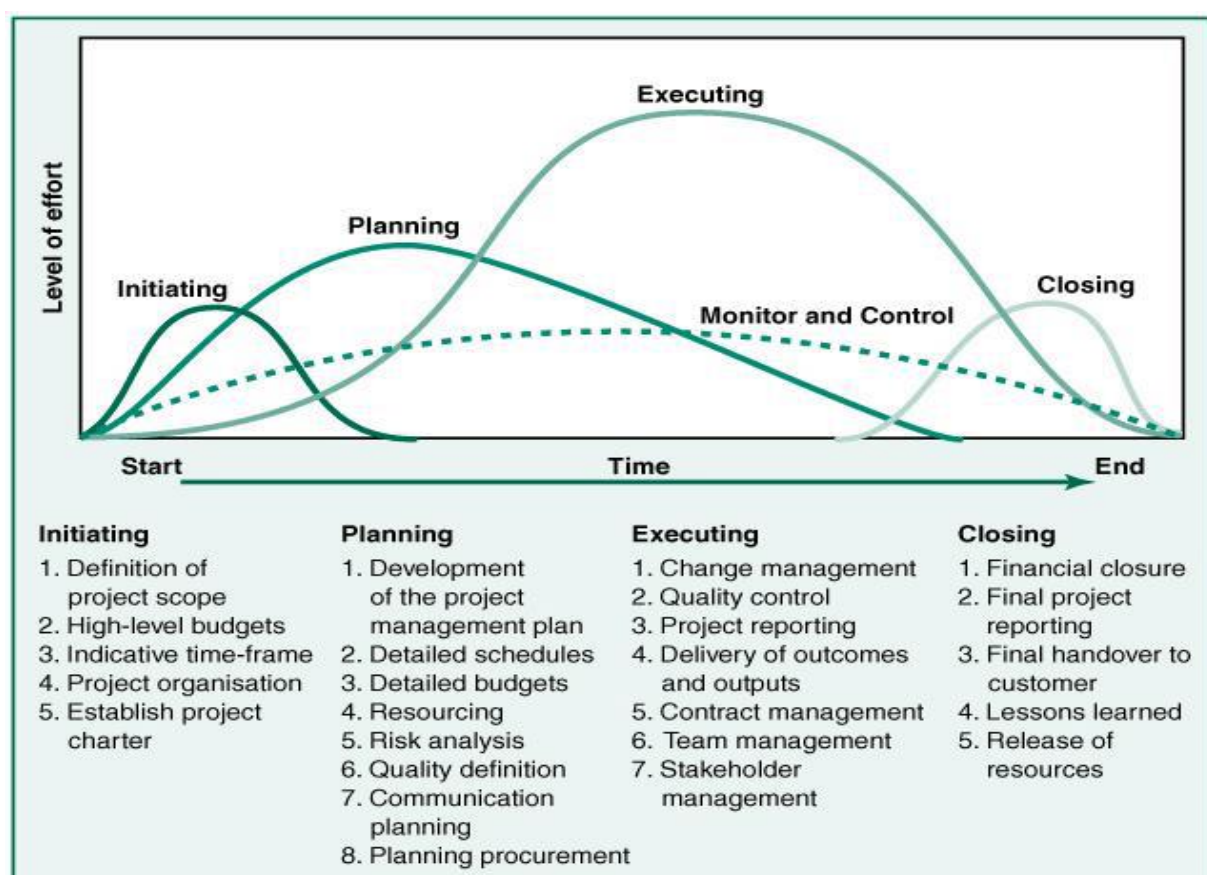 Executing
Level of effort
Planning
Initiating
Closing
Monitor and Control
Start
Time
End
Initiating
1. Definition of
project scope
2. High-level budgets
3. Indicative time-frame
4. Project organisation
5. Establish project
charter
Planning
1. Development
of the project
management plan
2. Detailed schedules
3. Detailed budgets
4. Resourcing
5. Risk analysis
6. Quality definition
7. Communication
planning
8. Planning procurement
Executing
1. Change management
2. Quality control
3. Project reporting
4. Delivery of outcomes
and outputs
5. Contract management
6. Team management
7. Stakeholder
management
Closing
1. Financial closure
2. Final project
reporting
3. Final handover to
customer
4. Lessons learned
5. Release of
resources